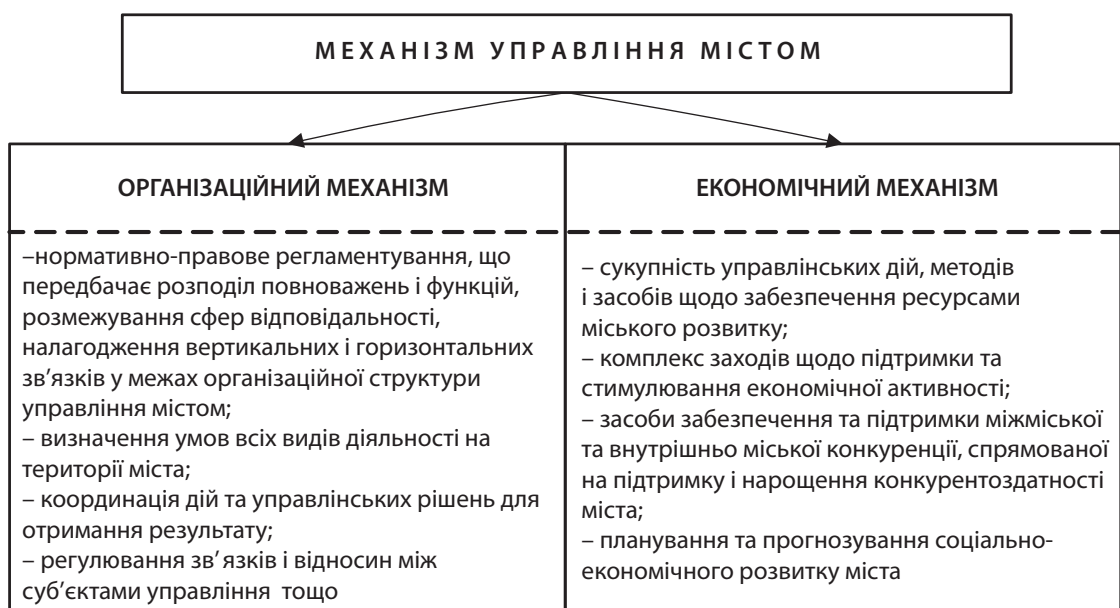 МЕХАНІЗМ УПРАВЛІННЯ МІСТОМ
ОРГАНІЗАЦІЙНИЙ МЕХАНІЗМ
–нормативно-правове регламентування, що
передбачає розподіл повноважень і функцій,
розмежування сфер відповідальності,
налагодження вертикальних і горизонтальних
зв’язків у межах організаційної структури
управління містом;
– визначення умов всіх видів діяльності на
території міста;
– координація дій та управлінських рішень для
отримання результату;
– регулювання зв’ язків і відносин між
суб’єктами управління тощо
ЕКОНОМІЧНИЙ МЕХАНІЗМ
– сукупність управлінських дій, методів
і засобів щодо забезпечення ресурсами
міського розвитку;
– комплекс заходів щодо підтримки та
стимулювання економічної активності;
– засоби забезпечення та підтримки міжміської
та внутрішньо міської конкуренції, спрямованої
на підтримку і нарощення конкурентоздатності
міста;
– планування та прогнозування соціально-
економічного розвитку міста